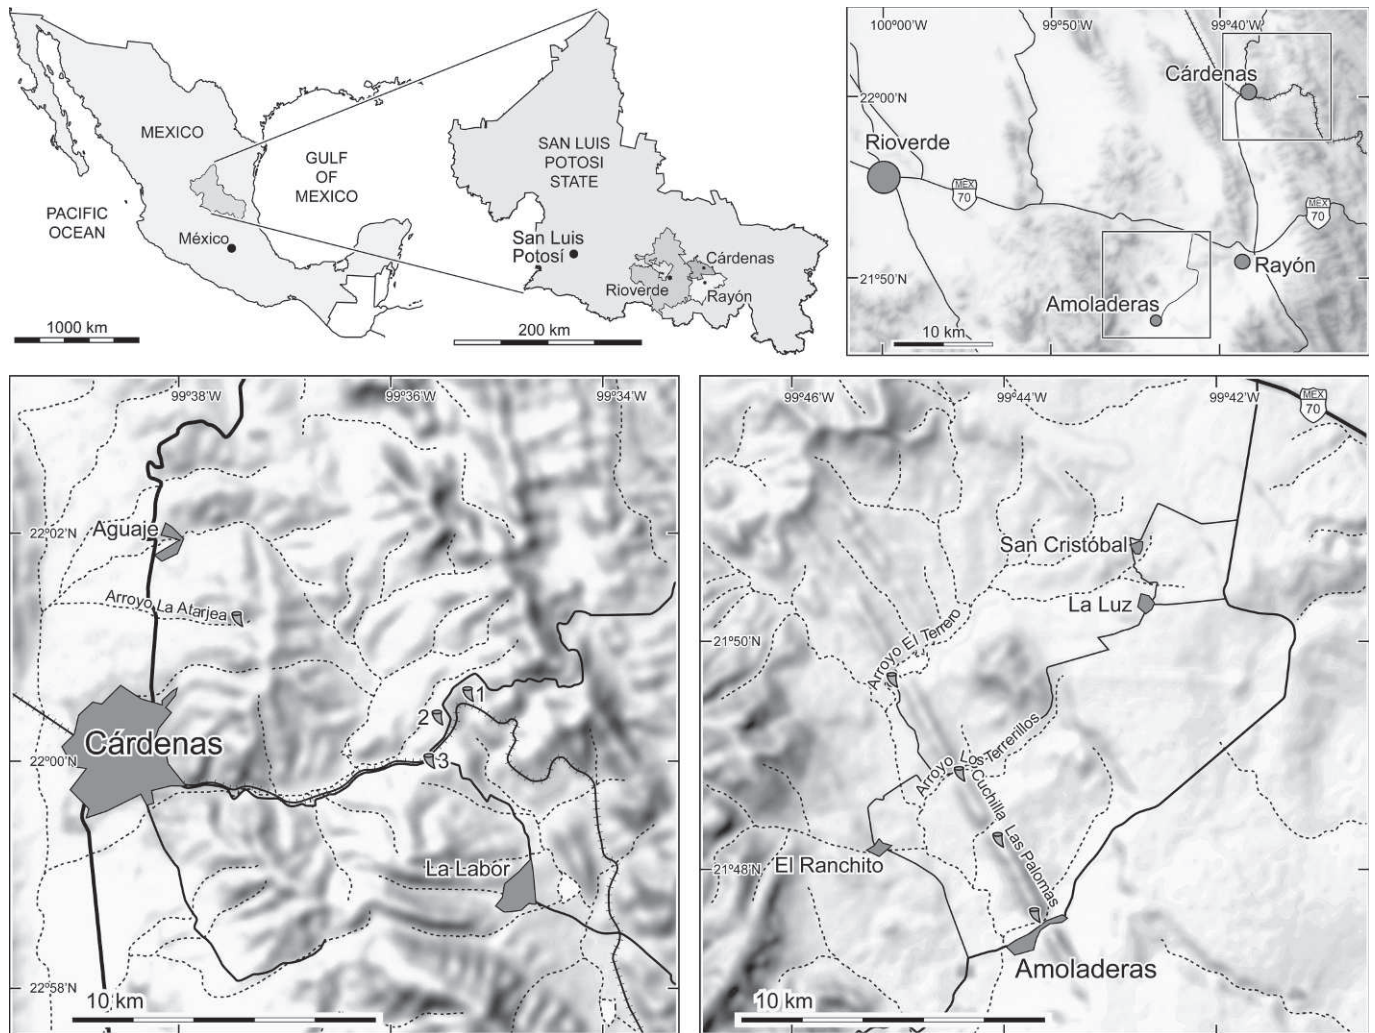 MEXICO
GULF
OF
MEXICO
PACIFIC
OCEAN
México
1000 km
SAN LUIS
POTOSI
STATE
San Luis
Potosí
Cárdenas
Rioverde
Rayón
200 km
100°00'W
99°50'W
99°40'W
Cárdenas
22°00'N
Rioverde
MEX
70
MEX
70
21°50'N
Rayón
Amoladeras
10 km
99°38'W
99°36'W
99°34'W
22°02'N
Aguaje
Arroyo La Atarjea
1
2
Cárdenas
22°00'N
3
La Labor
22°58'N
10 km
99°46'W
99°44'W
99°42'W
MEX
70
San Cristóbal
La Luz
21°50'N
Arroyo El Terrero
Arroyo Los Terrerillos
Cuchilla Las Palomas
El Ranchito
21°48'N
Amoladeras
10 km